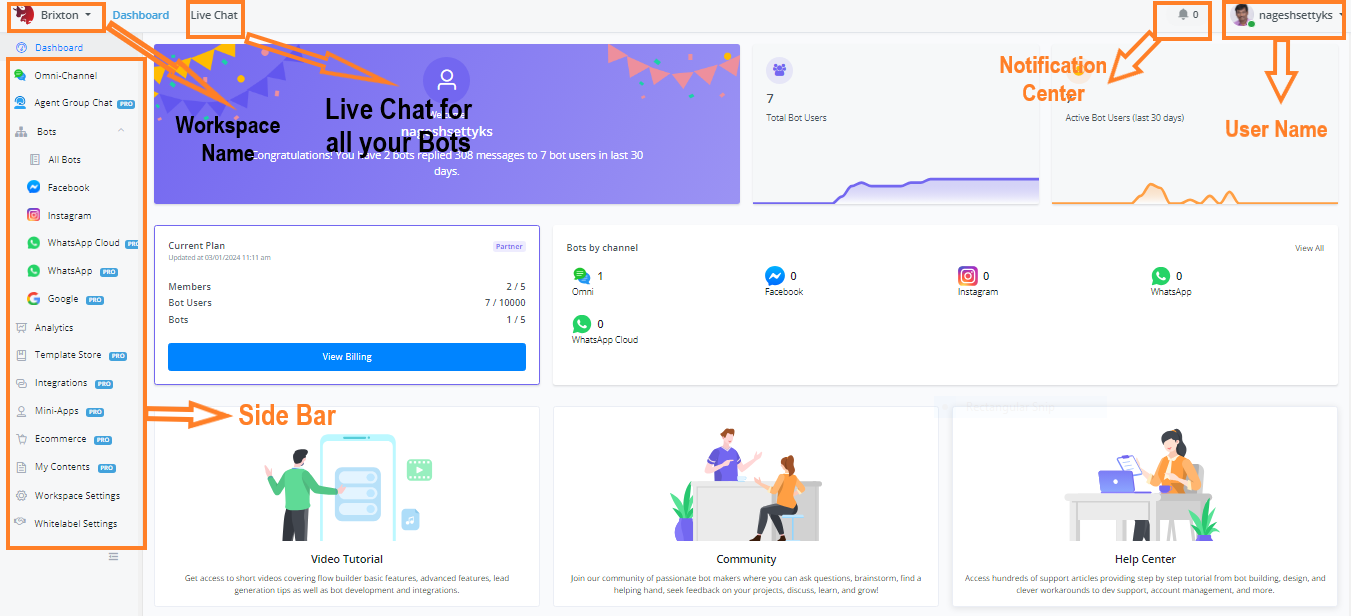 Brixton
Dashboard
Live Chat
0
nageshsettyks
Dashboard
Omni-Channel
Agent Group Chat PRO
Bots
All Bots
Facebook
Instagram
WhatsApp Cloud PRO
WhatsApp PRO
Google PRO
Analytics
Template Store PRO
Integrations PRO
Mini-Apps PRO
Ecommerce PRO
My Contents PRO
Workspace Settings
Whitelabel Settings
Workspace
Name
Live Chat for
all your Bots
nageshsettyks
Congratulations! You have 2 bots replied 308 messages to 7 bot users in last 30
days.
7
Total Bot Users
Notification
Center
Active Bot Users (last 30 days)
User Name
Current Plan
Partner
Updated at 03/01/2024 11:11 am
Members 2 / 5
Bot Users 7 / 10000
Bots 1 / 5
View Billing
Bots by channel
View All
1
Omni
0
Facebook
0
Instagram
0
WhatsApp
0
WhatsApp Cloud
Side Bar
Video Tutorial
Get access to short videos covering flow builder basic features, advanced features, lead
generation tips as well as bot development and integrations.
Community
Join our community of passionate bot makers where you can ask questions, brainstorm, find a
helping hand, seek feedback on your projects, discuss, learn, and grow!
Help Center
Access hundreds of support articles providing step by step tutorial from bot building, design, and
clever workarounds to dev support, account management, and more.